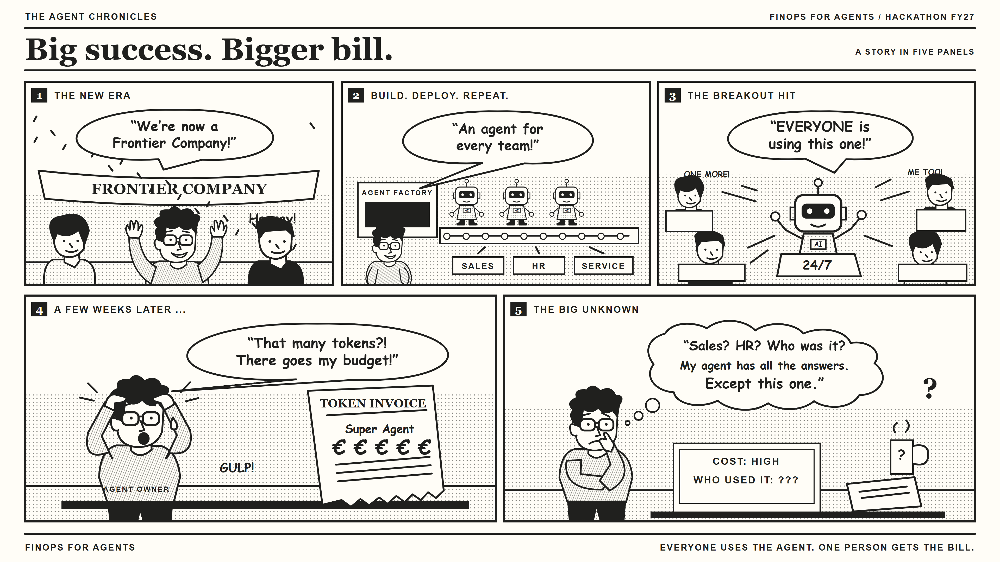 THE AGENT CHRONICLES
FINOPS FOR AGENTS / HACKATHON FY27
Big success. Bigger bill.
A STORY IN FIVE PANELS
1 THE NEW ERA
“We’re now a
Frontier Company!”
FRONTIER COMPANY
2 BUILD. DEPLOY. REPEAT.
“An agent for
every team!”
AGENT FACTORY
AI
AI
AI
SALES
HR
SERVICE
3 THE BREAKOUT HIT
“EVERYONE is
using this one!”
ONE MORE!
ME TOO!
AI
24/7
4 A FEW WEEKS LATER ...
“That many tokens?!
There goes my budget!”
TOKEN INVOICE
Super Agent
€ € € € €
GULP!
AGENT OWNER
5 THE BIG UNKNOWN
“Sales? HR? Who was it?
My agent has all the answers.
Except this one.”
?
?
COST: HIGH
WHO USED IT: ???
FINOPS FOR AGENTS
EVERYONE USES THE AGENT. ONE PERSON GETS THE BILL.